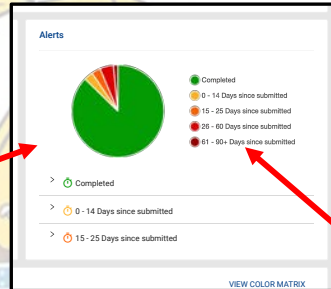 Alerts
Completed
0 - 14 Days since submitted
15 - 25 Days since submitted
26 - 60 Days since submitted
61 - 90+ Days since submitted
> Completed
> 0 - 14 Days since submitted
> 15 - 25 Days since submitted
VIEW COLOR MATRIX